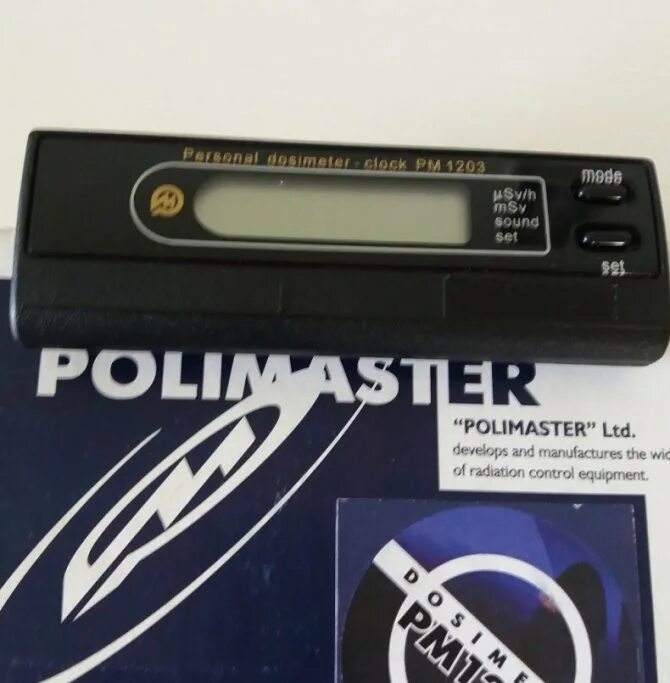 Personal dosimeter - clock PM 1203
µSv/h
mSv
sound
set
mode
set
POLIMASTER
"POLIMASTER" Ltd.
develops and manufactures the wid
of radiation control equipment.
DOSIME
PM12